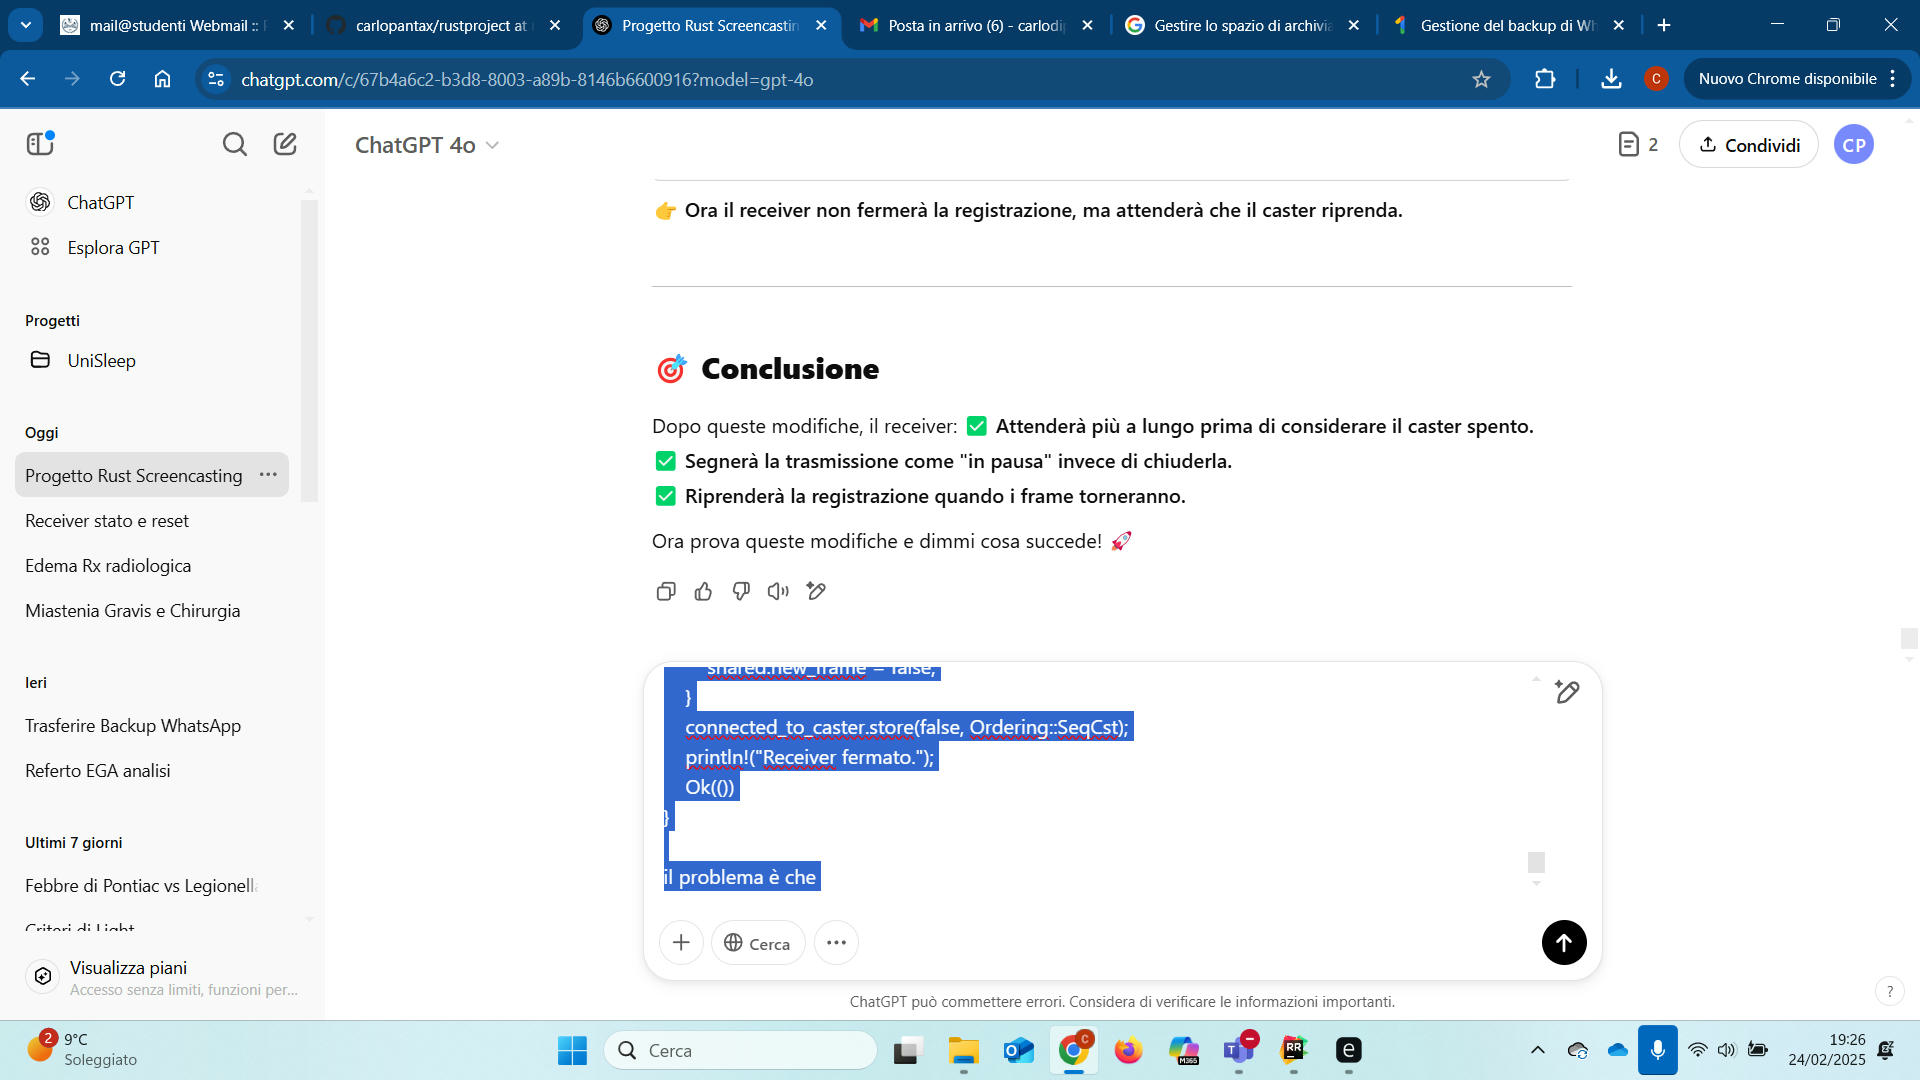 mail@studenti Webmail ::
carlopantax/rustproject at
Progetto Rust Screencastin
Posta in arrivo (6) - carlodi
Gestire lo spazio di archivia
Gestione del backup di Wh
chatgpt.com/c/67b4a6c2-b3d8-8003-a89b-8146b6600916?model=gpt-4o
C
Nuovo Chrome disponibile
ChatGPT 4o
2
Condividi
CP
ChatGPT
Esplora GPT
Progetti
UniSleep
Oggi
Progetto Rust Screencasting
Receiver stato e reset
Edema Rx radiologica
Miastenia Gravis e Chirurgia
Ieri
Trasferire Backup WhatsApp
Referto EGA analisi
Ultimi 7 giorni
Febbre di Pontiac vs Legionell
Criteri di Light
Visualizza piani
Accesso senza limiti, funzioni per...
👉 Ora il receiver non fermerà la registrazione, ma attenderà che il caster riprenda.
🎯 Conclusione
Dopo queste modifiche, il receiver: ✅ Attenderà più a lungo prima di considerare il caster spento.
✅ Segnerà la trasmissione come "in pausa" invece di chiuderla.
✅ Riprenderà la registrazione quando i frame torneranno.
Ora prova queste modifiche e dimmi cosa succede! 🚀
shared.new_frame = false;
}
connected_to_caster.store(false, Ordering::SeqCst);
println!("Receiver fermato.");
Ok(())
}
il problema è che
Cerca
ChatGPT può commettere errori. Considera di verificare le informazioni importanti.
?
2
9°C
Soleggiato
Cerca
C
M365
RR
e
19:26
24/02/2025